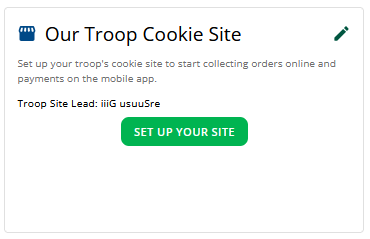 Our Troop Cookie Site
Set up your troop's cookie site to start collecting orders online and
payments on the mobile app.
Troop Site Lead: iiiG usuuSre
SET UP YOUR SITE